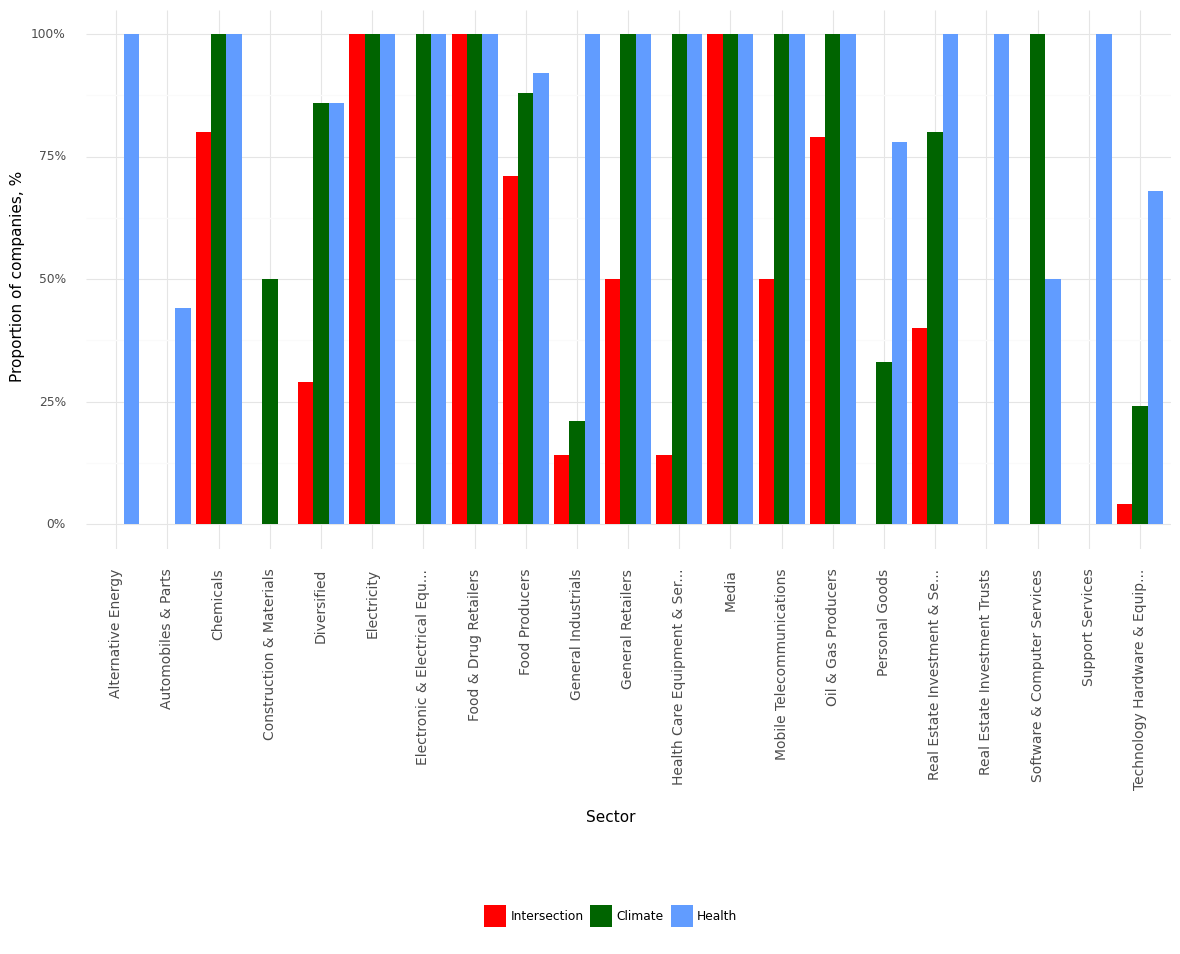 Proportion of companies, %
100%
75%
50%
25%
0%
Alternative Energy
Automobiles & Parts
Chemicals
Construction & Materials
Diversified
Electricity
Electronic & Electrical Equ...
Food & Drug Retailers
Food Producers
General Industrials
General Retailers
Health Care Equipment & Ser...
Media
Mobile Telecommunications
Oil & Gas Producers
Personal Goods
Real Estate Investment & Se...
Real Estate Investment Trusts
Software & Computer Services
Support Services
Technology Hardware & Equip...
Sector
Intersection Climate Health